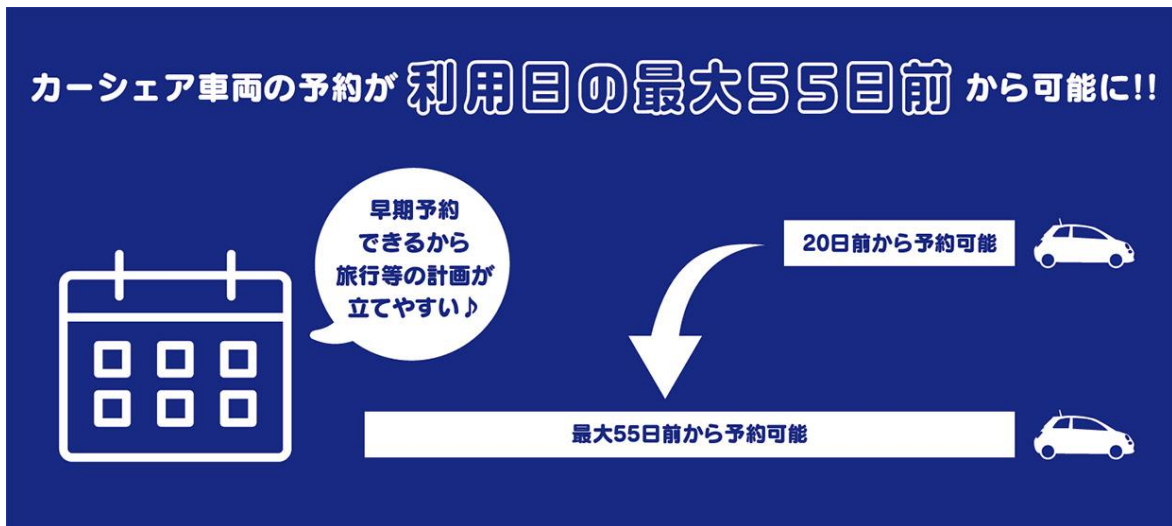 カーシェア車両の予約が 利用日の最大55日前 から可能に!!
早期予約
できるから
旅行等の計画が
立てやすい♪
20日前から予約可能
最大55日前から予約可能